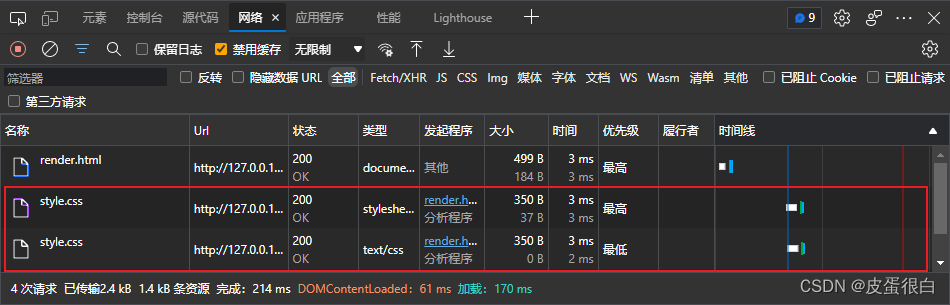 元素 控制台 源代码 网络 × 应用程序 性能 Lighthouse + 9
保留日志 禁用缓存 无限制
筛选器 反转 隐藏数据 URL 全部 Fetch/XHR JS CSS Img 媒体 字体 文档 WS Wasm 清单 其他 已阻止 Cookie 已阻止请求
第三方请求
名称 Url 状态 类型 发起程序 大小 时间 优先级 履行者 时间线
render.html http://127.0.0.1... 200 docume... 其他 499 B 3 ms 最高
OK 184 B 3 ms
style.css http://127.0.0.1... 200 styleshe... render.h... 350 B 3 ms 最高
OK 分析程序 37 B 3 ms
style.css http://127.0.0.1... 200 text/css render.h... 350 B 3 ms 最低
OK 分析程序 0 B 2 ms
4 次请求 已传输2.4 kB 1.4 kB 条资源 完成：214 ms DOMContentLoaded：61 ms 加载：170 ms
CSDN @皮蛋很白